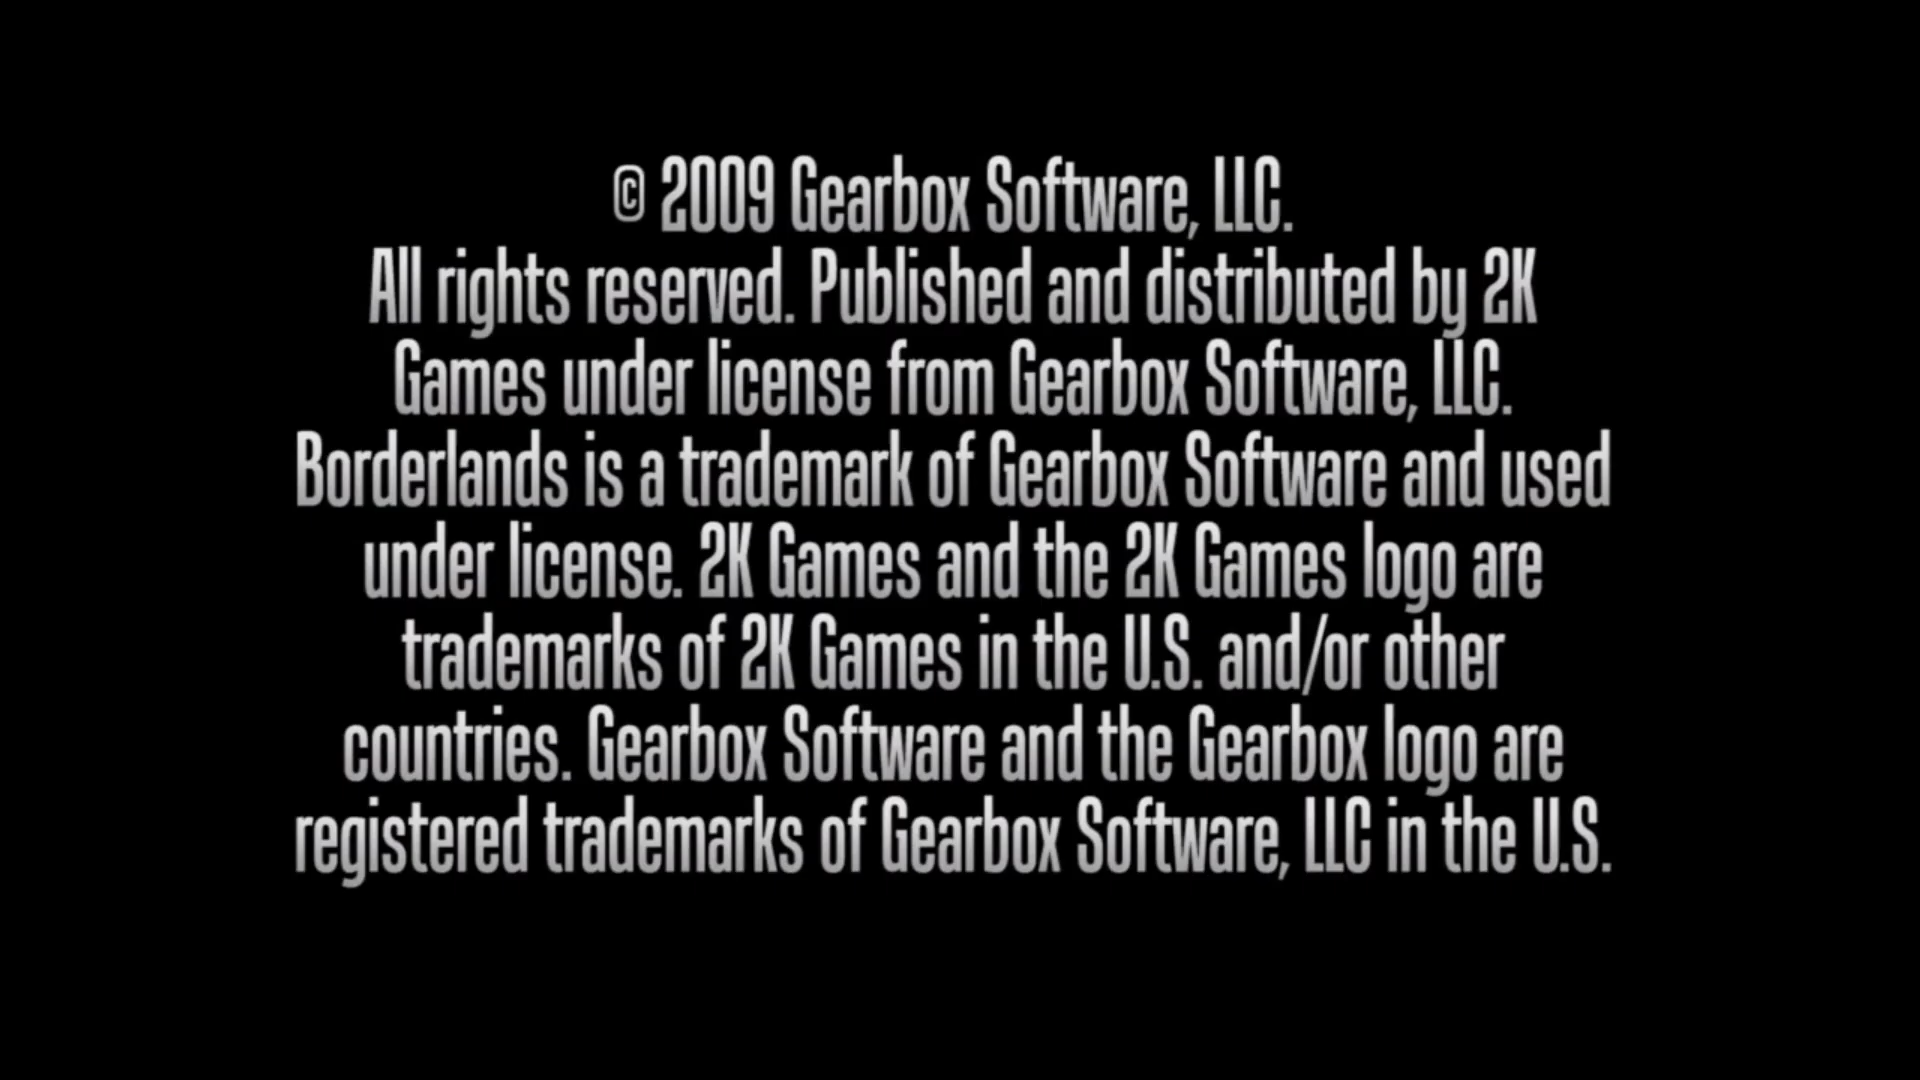 © 2009 Gearbox Software, LLC.
All rights reserved. Published and distributed by 2K
Games under license from Gearbox Software, LLC.
Borderlands is a trademark of Gearbox Software and used
under license. 2K Games and the 2K Games logo are
trademarks of 2K Games in the U.S. and/or other
countries. Gearbox Software and the Gearbox logo are
registered trademarks of Gearbox Software, LLC in the U.S.